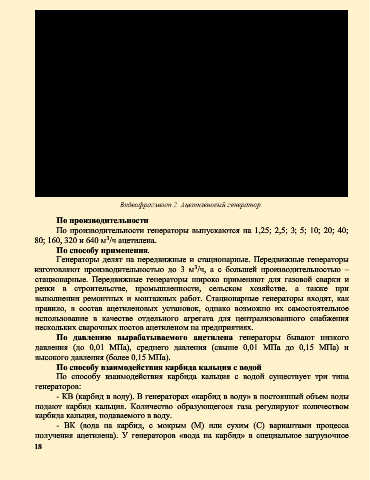 Видеофрагмент 2. Ацетиленовый генератор
По производительности
По производительности генераторы выпускаются на 1,25; 2,5; 3; 5; 10; 20; 40;
80; 160, 320 и 640 м³/ч ацетилена.
По способу применения.
Генераторы делят на передвижные и стационарные. Передвижные генераторы
изготовляют производительностью до 3 м³/ч, а с большей производительностью –
стационарные. Передвижные генераторы широко применяют для газовой сварки и
резки в строительстве, промышленности, сельском хозяйстве. а также при
выполнении ремонтных и монтажных работ. Стационарные генераторы входят, как
правило, в состав ацетиленовых установок, однако возможно их самостоятельное
использование в качестве отдельного агрегата для централизованного снабжения
нескольких сварочных постов ацетиленом на предприятиях.
По давлению вырабатываемого ацетилена генераторы бывают низкого
давления (до 0,01 МПа), среднего давления (свыше 0,01 МПа до 0,15 МПа) и
высокого давления (более 0,15 МПа).
По способу взаимодействия карбида кальция с водой
По способу взаимодействия карбида кальция с водой существует три типа
генераторов:
- КВ (карбид в воду). В генераторах «карбид в воду» в постоянный объем воды
подают карбид кальция. Количество образующегося газа регулируют количеством
карбида кальция, подаваемого в воду.
- ВК (вода на карбид, с мокрым (М) или сухим (С) вариантами процесса
получения ацетилена). У генераторов «вода на карбид» в специальное загрузочное
18